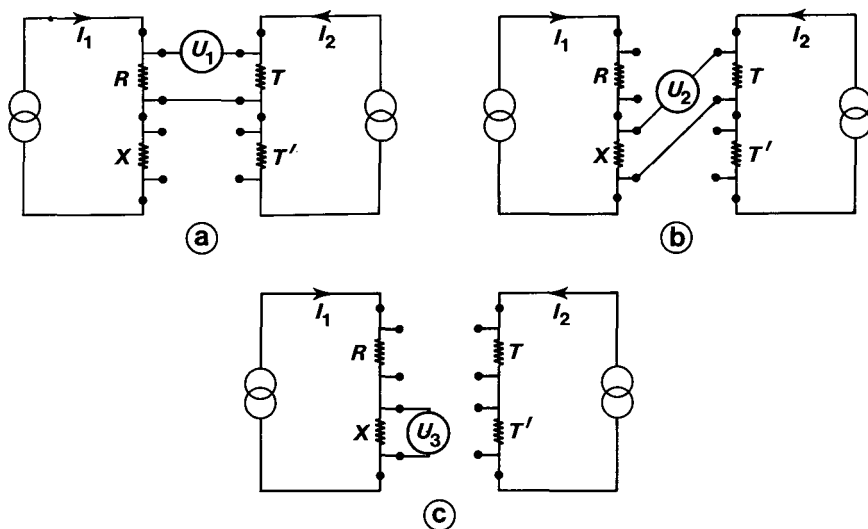 I₁ U₁ I₂
R T
X T′
a
I₁ I₂
R U₂ T
X T′
b
I₁ I₂
R T
X U₃ T′
c